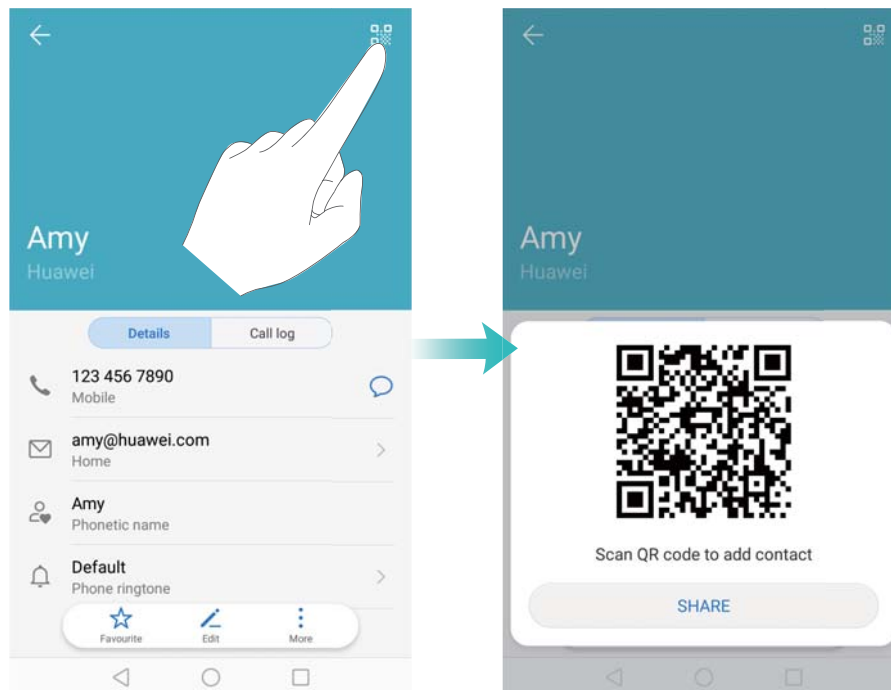 Amy
Huawei
Details
Call log
123 456 7890
Mobile
amy@huawei.com
Home
Amy
Phonetic name
Default
Phone ringtone
Favourite
Edit
More
Amy
Huawei
Scan QR code to add contact
SHARE